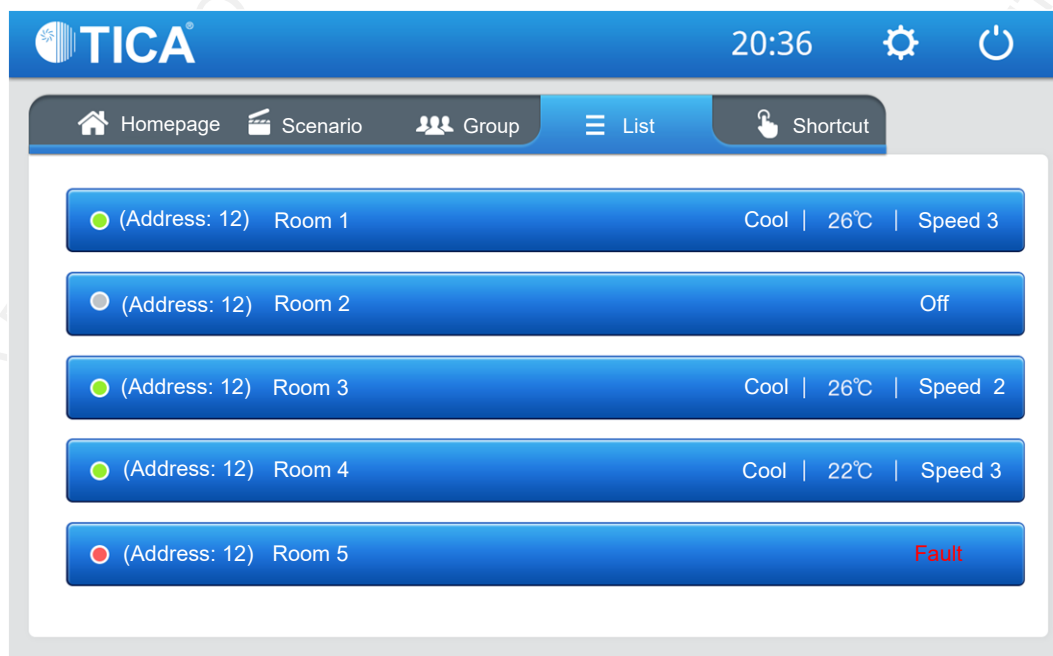 TICA® 20:36
Homepage Scenario Group List Shortcut
(Address: 12) Room 1 Cool | 26℃ | Speed 3
(Address: 12) Room 2 Off
(Address: 12) Room 3 Cool | 26℃ | Speed 2
(Address: 12) Room 4 Cool | 22℃ | Speed 3
(Address: 12) Room 5 Fault